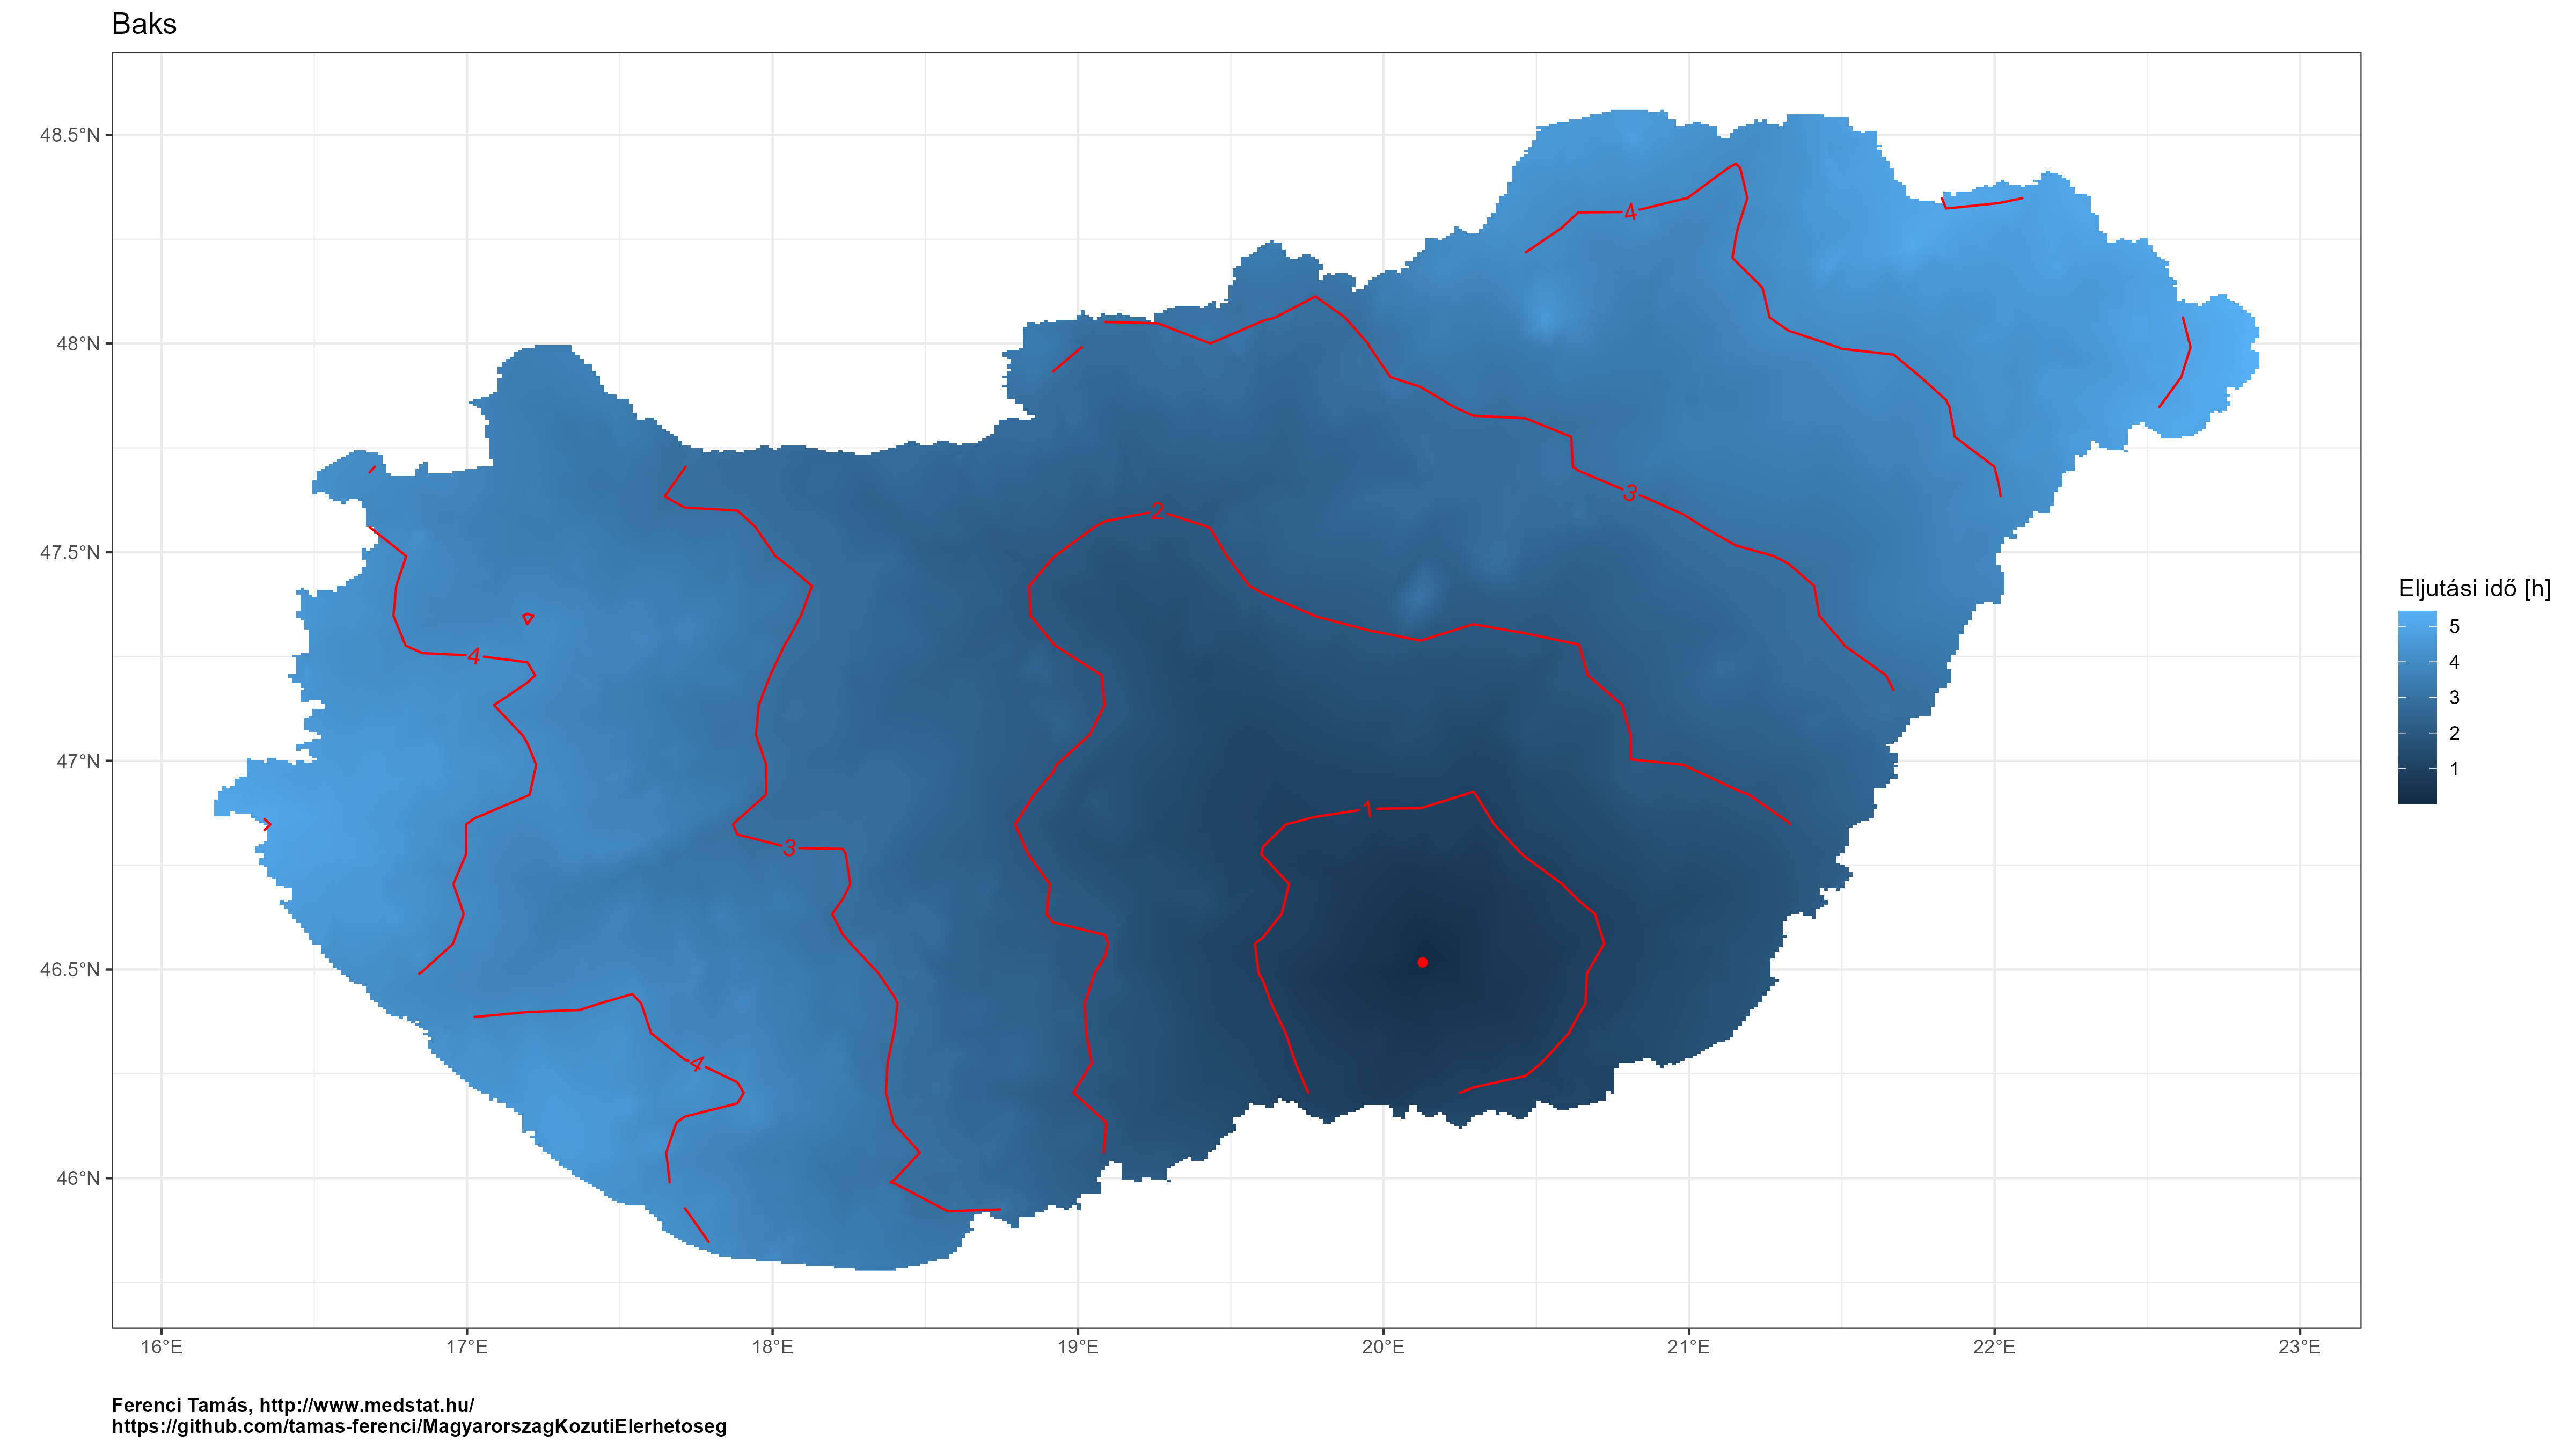 Baks
48.5°N
48°N
47.5°N
47°N
46.5°N
46°N
16°E
17°E
18°E
19°E
20°E
21°E
22°E
23°E
4
3
2
4
1
3
4
Eljutási idő [h]
5
4
3
2
1
Ferenci Tamás, http://www.medstat.hu/
https://github.com/tamas-ferenci/MagyarorszagKozutiElerhetoseg